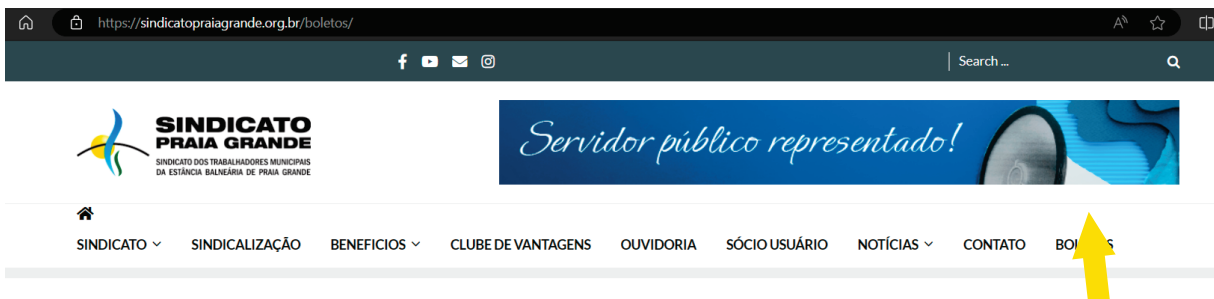 https://sindicatopraiagrande.org.br/boletos/
Search ...
SINDICATO
PRAIA GRANDE
SINDICATO DOS TRABALHADORES MUNICIPAIS
DA ESTÂNCIA BALNEÁRIA DE PRAIA GRANDE
Servidor público representado!
SINDICATO SINDICALIZAÇÃO BENEFICIOS CLUBE DE VANTAGENS OUVIDORIA SÓCIO USUÁRIO NOTÍCIAS CONTATO